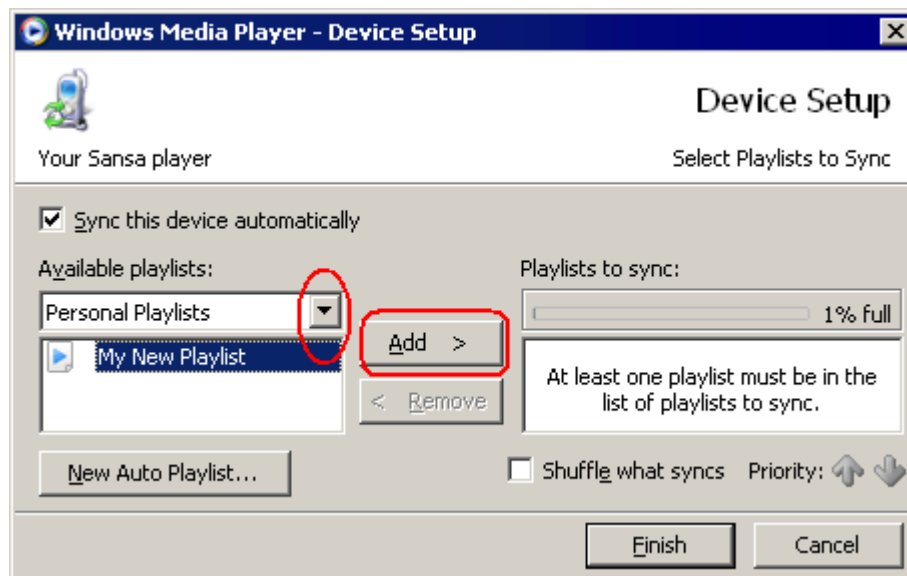 Windows Media Player - Device Setup
Device Setup
Your Sansa player
Select Playlists to Sync
Sync this device automatically
Available playlists:
Playlists to sync:
Personal Playlists
1% full
Add >
My New Playlist
At least one playlist must be in the
list of playlists to sync.
< Remove
New Auto Playlist...
Shuffle what syncs
Priority:
Finish
Cancel